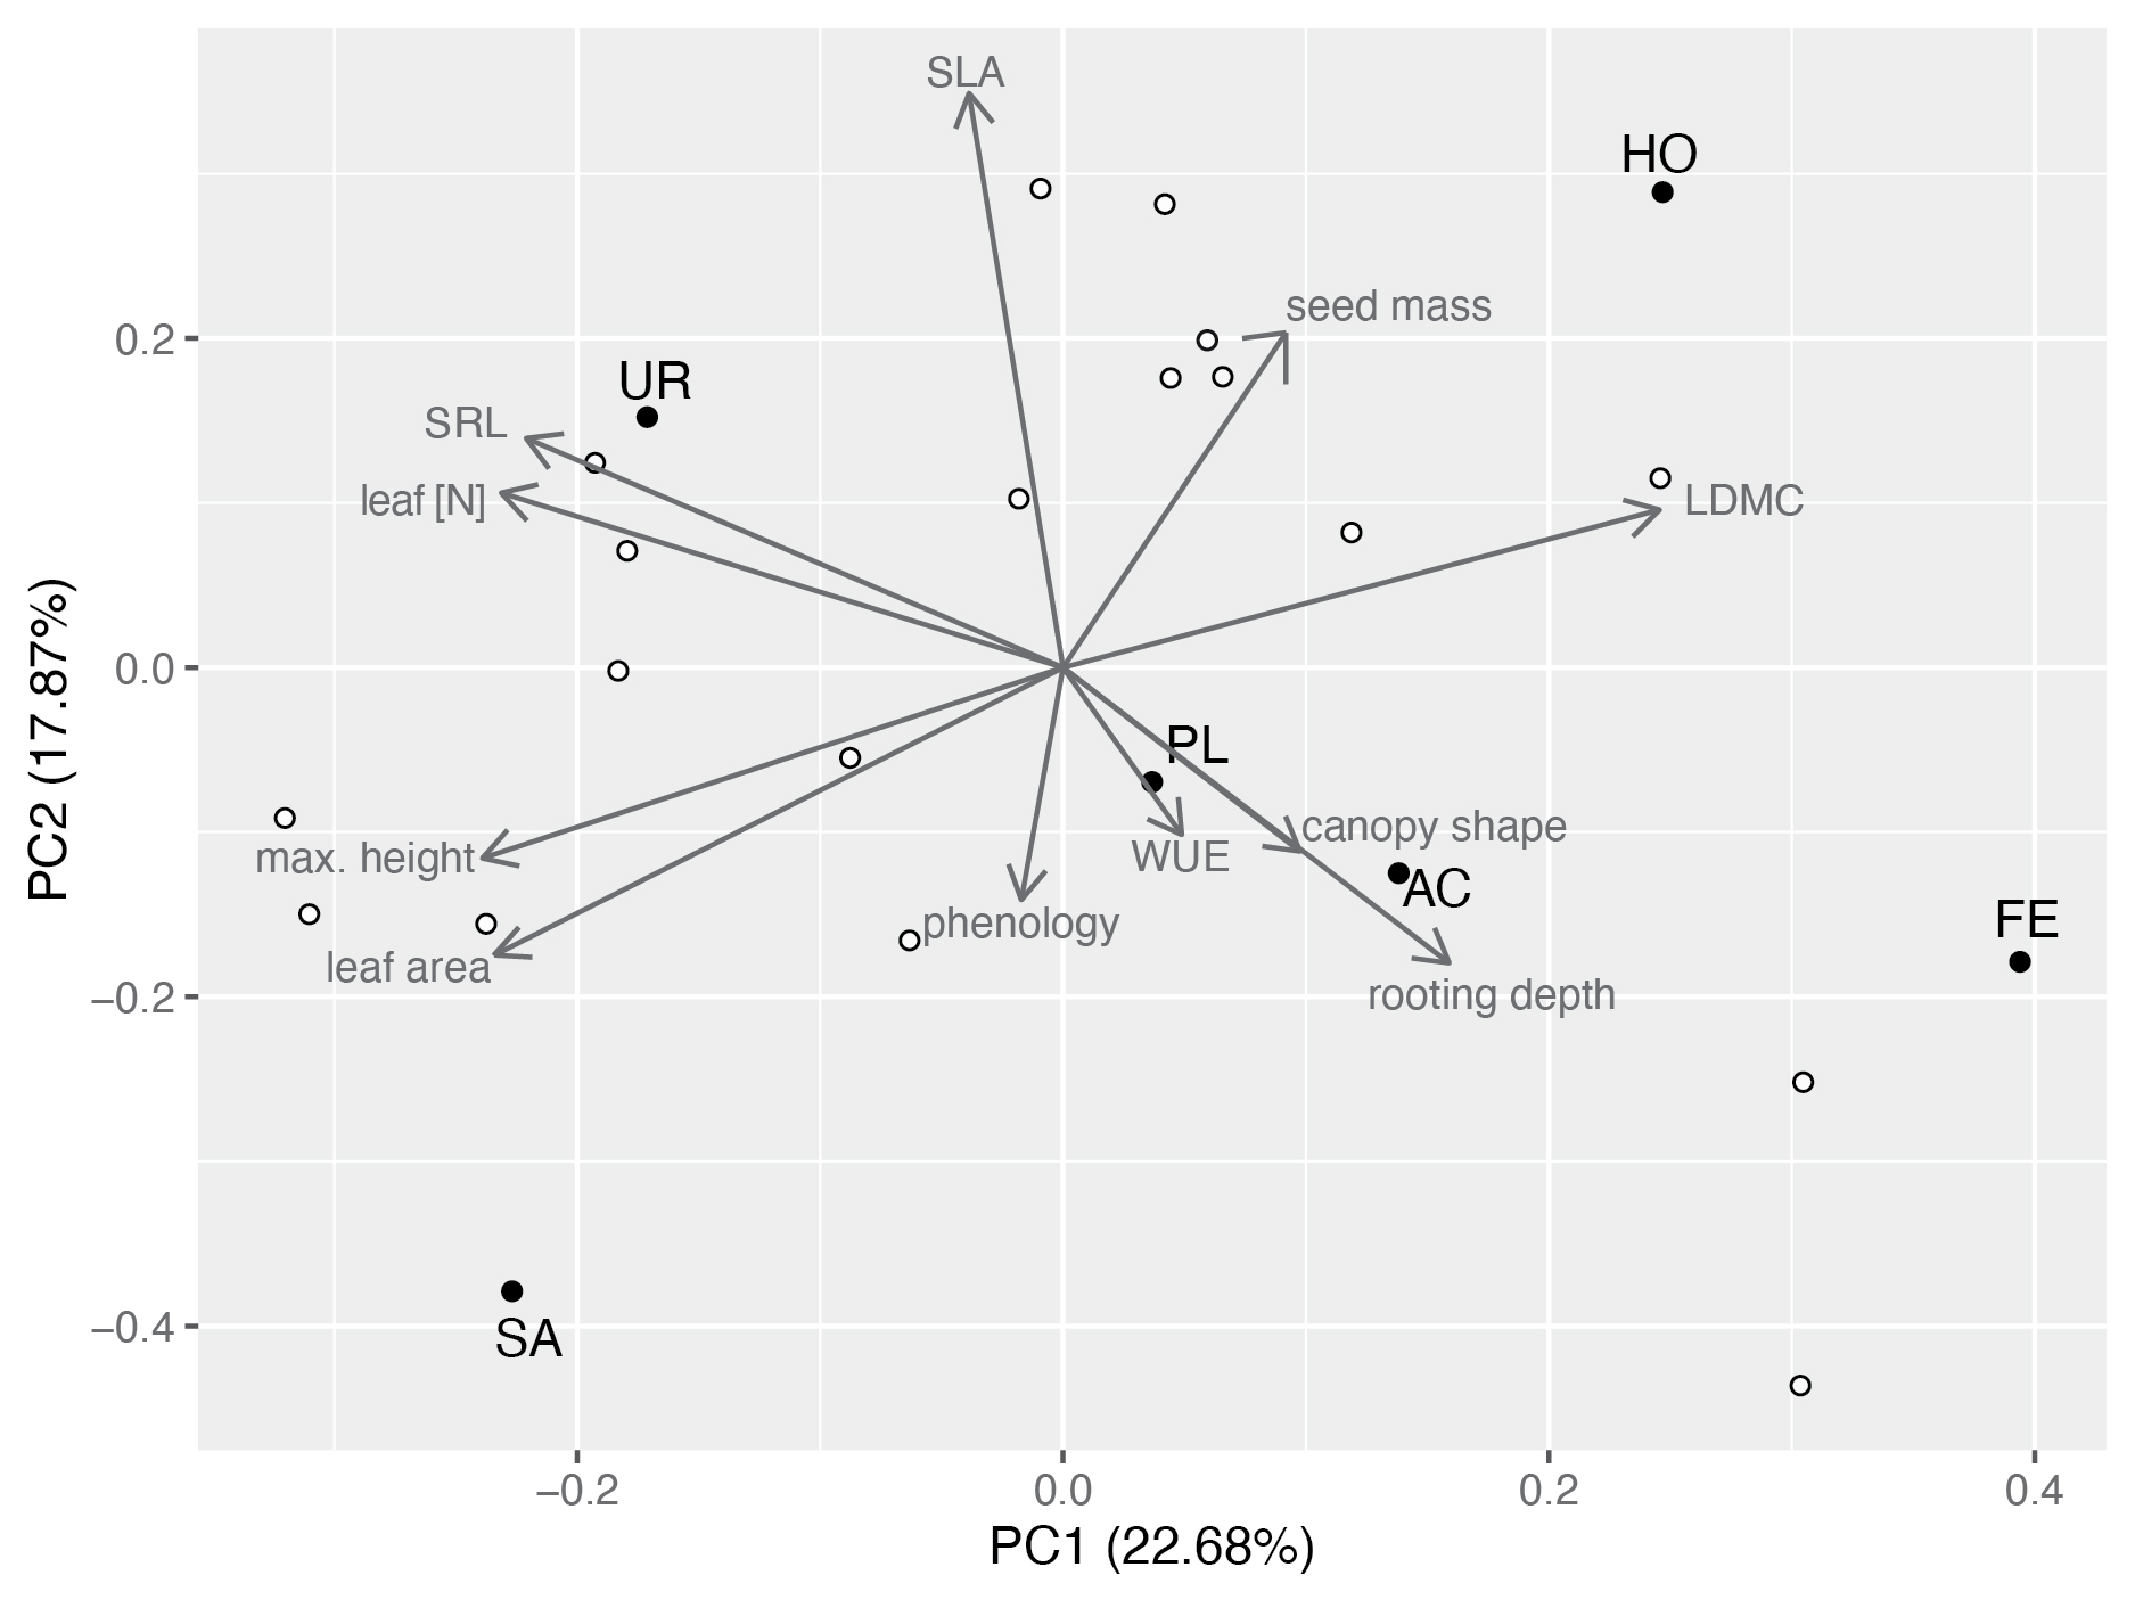 SLA
HO
seed mass
0.2
UR
SRL
leaf [N]
LDMC
0.0
PL
canopy shape
max. height
WUE
AC
phenology
FE
leaf area
−0.2
rooting depth
−0.4
SA
−0.2
0.0
0.2
0.4
PC1 (22.68%)
PC2 (17.87%)